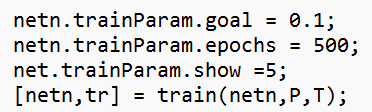 netn.trainParam.goal = 0.1;
netn.trainParam.epochs = 500;
net.trainParam.show =5;
[netn,tr] = train(netn,P,T);